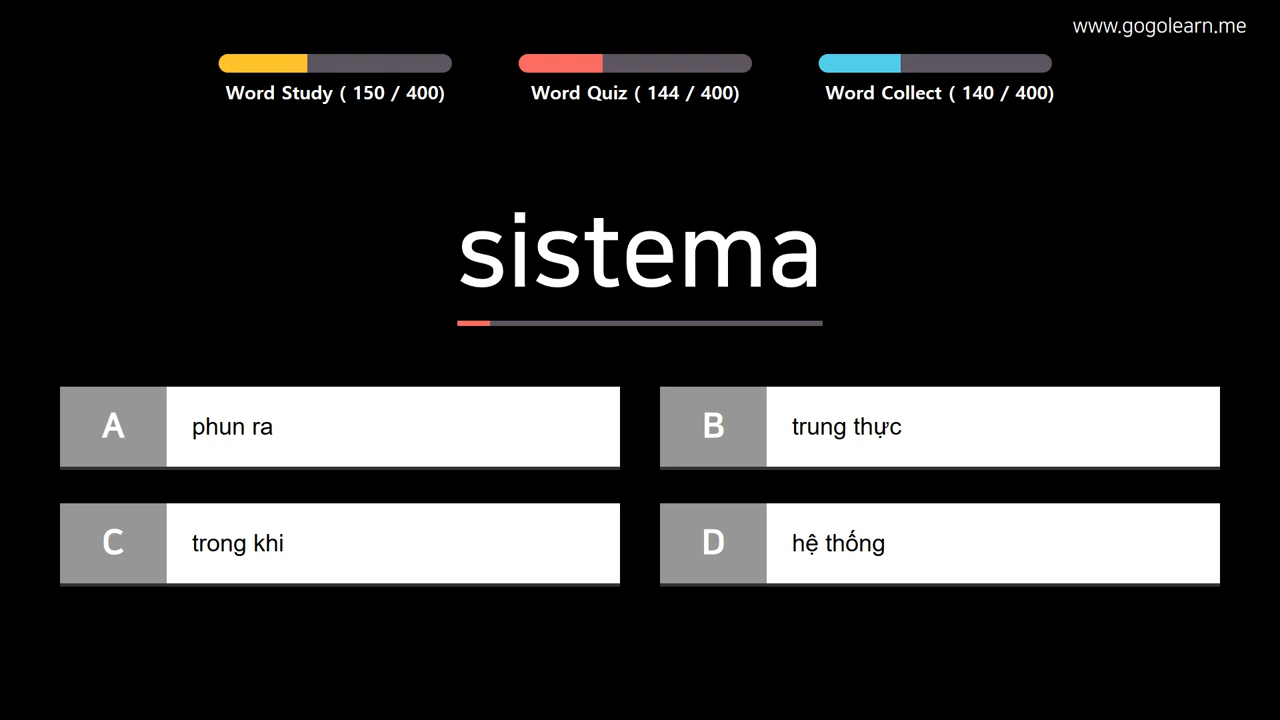 www.gogolearn.me
Word Study ( 150 / 400)
Word Quiz ( 144 / 400)
Word Collect ( 140 / 400)
sistema
A phun ra
B trung thực
C trong khi
D hệ thống